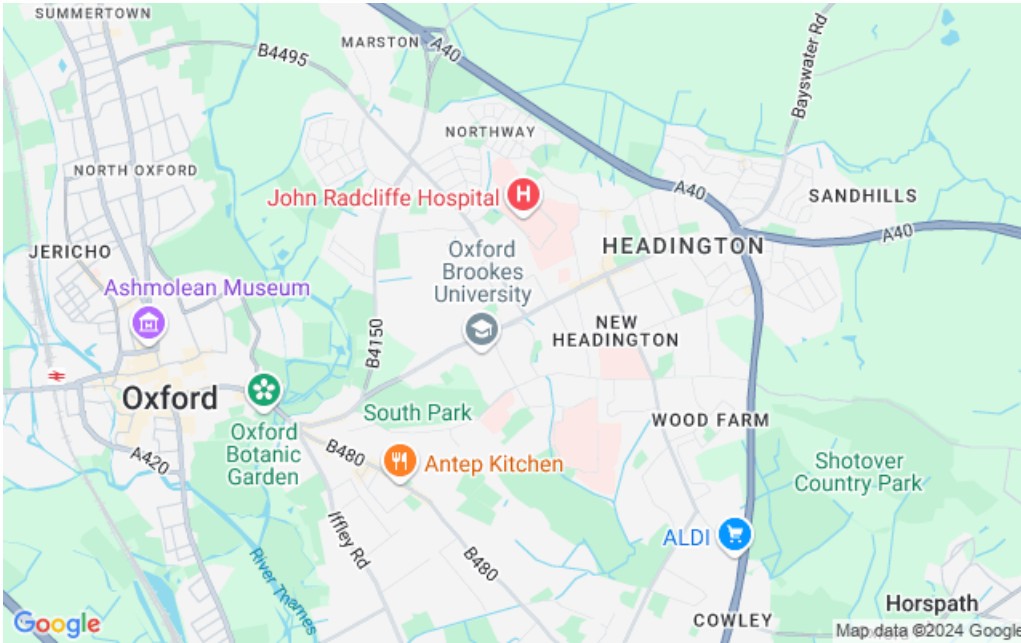 SUMMERTOWN
MARSTON
A40
B4495
Bayswater Rd
NORTHWAY
NORTH OXFORD
John Radcliffe Hospital
H
A40
SANDHILLS
A40
JERICHO
Oxford
Brookes
University
HEADINGTON
Ashmolean Museum
NEW
HEADINGTON
B4150
Oxford
South Park
WOOD FARM
Oxford
Botanic
Garden
A420
B480
Antep Kitchen
Shotover
Country Park
Iffley Rd
ALDI
B480
River Thames
Horspath
COWLEY
Google
Map data ©2024 Google